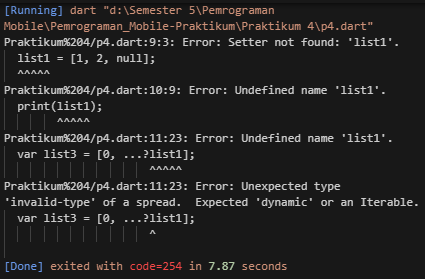 [Running] dart "d:\Semester 5\Pemrograman
Mobile\Pemrograman_Mobile-Praktikum\Praktikum 4\p4.dart"
Praktikum%204/p4.dart:9:3: Error: Setter not found: 'list1'.
  list1 = [1, 2, null];
  ^^^^^
Praktikum%204/p4.dart:10:9: Error: Undefined name 'list1'.
  print(list1);
        ^^^^^
Praktikum%204/p4.dart:11:23: Error: Undefined name 'list1'.
  var list3 = [0, ...?list1];
                      ^^^^^
Praktikum%204/p4.dart:11:23: Error: Unexpected type
'invalid-type' of a spread.  Expected 'dynamic' or an Iterable.
  var list3 = [0, ...?list1];
                      ^
[Done] exited with code=254 in 7.87 seconds